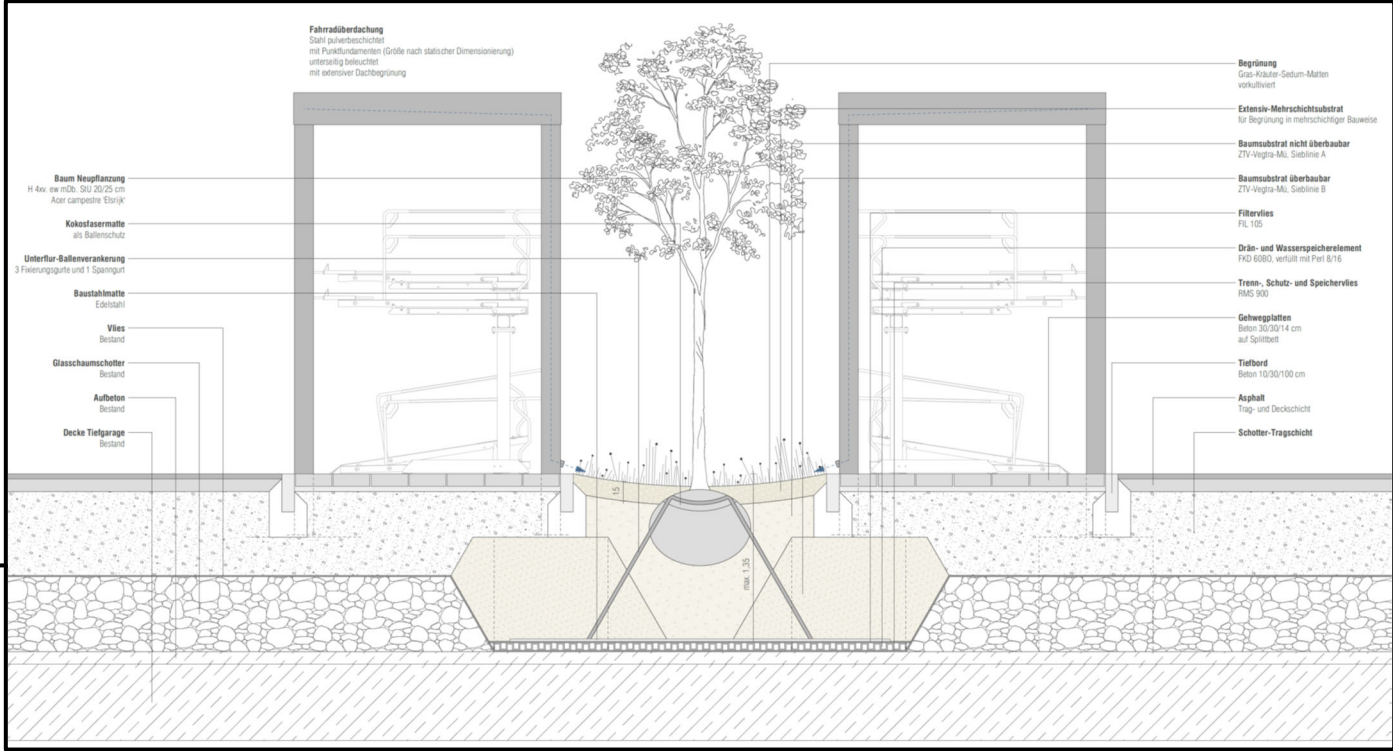 Fahrradüberdachung
Stahl pulverbeschichtet
mit Punktfundamenten (Größe nach statischer Dimensionierung)
unterseitig beleuchtet
mit extensiver Dachbegrünung
Baum Neupflanzung
H 4xv. ew mDb. StU 20/25 cm
Acer campestre 'Elsrijk'
Kokosfasermatte
als Ballenschutz
Unterflur-Ballenverankerung
3 Fixierungsgurte und 1 Spanngurt
Baustahlmatte
Edelstahl
Vlies
Bestand
Glasschaumschotter
Bestand
Aufbeton
Bestand
Decke Tiefgarage
Bestand
Begrünung
Gras-Kräuter-Sedum-Matten
vorkultiviert
Extensiv-Mehrschichtsubstrat
für Begrünung in mehrschichtiger Bauweise
Baumsubstrat nicht überbaubar
ZTV-Vegtra-Mü, Sieblinie A
Baumsubstrat überbaubar
ZTV-Vegtra-Mü, Sieblinie B
Filtervlies
FIL 105
Drän- und Wasserspeicherelement
FKD 60BO, verfüllt mit Perl 8/16
Trenn-, Schutz- und Speichervlies
RMS 900
Gehwegplatten
Beton 30/30/14 cm
auf Splittbett
Tiefbord
Beton 10/30/100 cm
Asphalt
Trag- und Deckschicht
Schotter-Tragschicht
15
max. 1,35